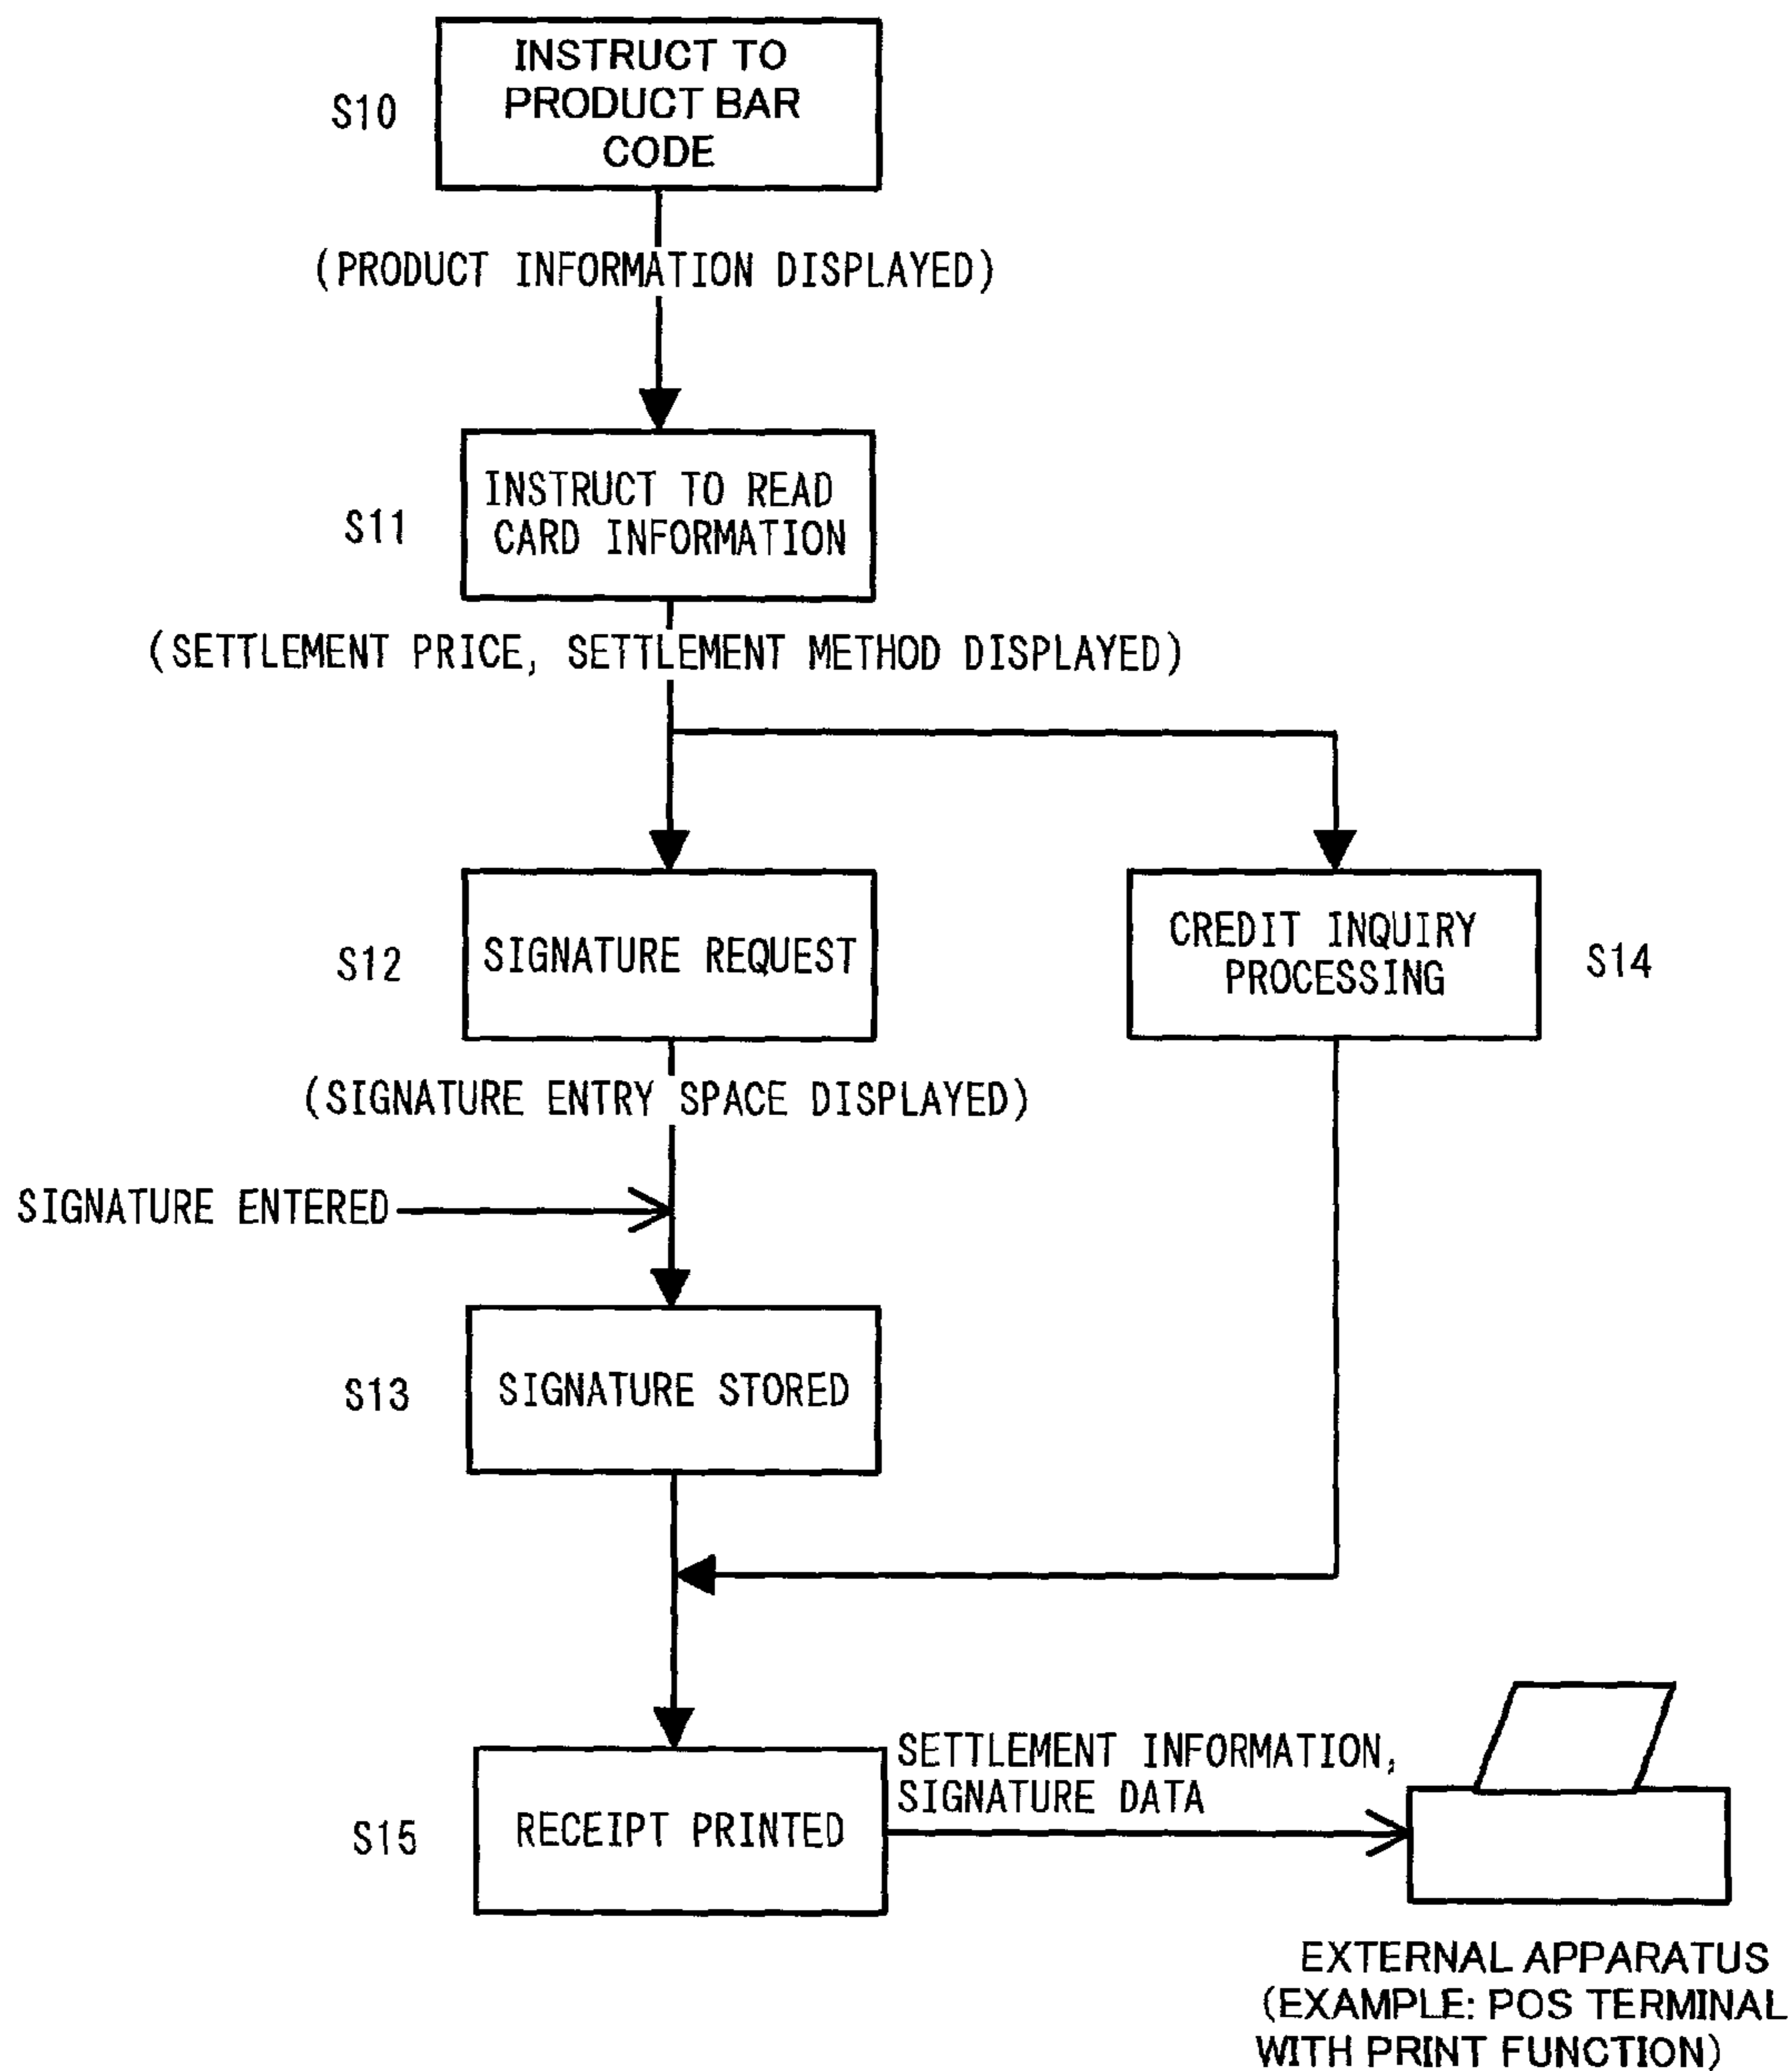 S10
INSTRUCT TO
PRODUCT BAR
CODE
(PRODUCT INFORMATION DISPLAYED)
S11
INSTRUCT TO READ
CARD INFORMATION
(SETTLEMENT PRICE, SETTLEMENT METHOD DISPLAYED)
S12
SIGNATURE REQUEST
CREDIT INQUIRY
PROCESSING
S14
(SIGNATURE ENTRY SPACE DISPLAYED)
SIGNATURE ENTERED
S13
SIGNATURE STORED
S15
RECEIPT PRINTED
SETTLEMENT INFORMATION,
SIGNATURE DATA
EXTERNAL APPARATUS
(EXAMPLE: POS TERMINAL
WITH PRINT FUNCTION)